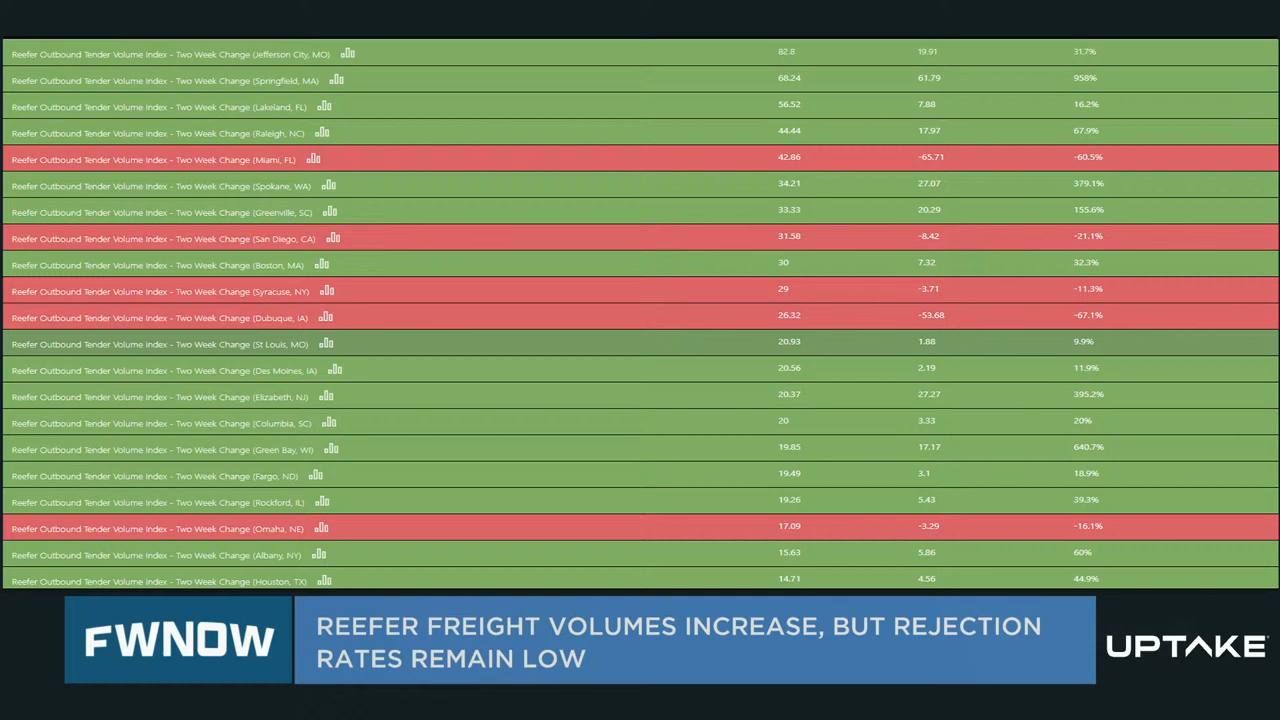 Reefer Outbound Tender Volume Index - Two Week Change (Jefferson City, MO) 82.8 19.91 31.7%
Reefer Outbound Tender Volume Index - Two Week Change (Springfield, MA) 68.24 61.79 958%
Reefer Outbound Tender Volume Index - Two Week Change (Lakeland, FL) 56.52 7.88 16.2%
Reefer Outbound Tender Volume Index - Two Week Change (Raleigh, NC) 44.44 17.97 67.9%
Reefer Outbound Tender Volume Index - Two Week Change (Miami, FL) 42.86 -65.71 -60.5%
Reefer Outbound Tender Volume Index - Two Week Change (Spokane, WA) 34.21 27.07 379.1%
Reefer Outbound Tender Volume Index - Two Week Change (Greenville, SC) 33.33 20.29 155.6%
Reefer Outbound Tender Volume Index - Two Week Change (San Diego, CA) 31.58 -8.42 -21.1%
Reefer Outbound Tender Volume Index - Two Week Change (Boston, MA) 30 7.32 32.3%
Reefer Outbound Tender Volume Index - Two Week Change (Syracuse, NY) 29 -3.71 -11.3%
Reefer Outbound Tender Volume Index - Two Week Change (Dubuque, IA) 26.32 -53.68 -67.1%
Reefer Outbound Tender Volume Index - Two Week Change (St Louis, MO) 20.93 1.88 9.9%
Reefer Outbound Tender Volume Index - Two Week Change (Des Moines, IA) 20.56 2.19 11.9%
Reefer Outbound Tender Volume Index - Two Week Change (Elizabeth, NJ) 20.37 27.27 395.2%
Reefer Outbound Tender Volume Index - Two Week Change (Columbia, SC) 20 3.33 20%
Reefer Outbound Tender Volume Index - Two Week Change (Green Bay, WI) 19.85 17.17 640.7%
Reefer Outbound Tender Volume Index - Two Week Change (Fargo, ND) 19.49 3.1 18.9%
Reefer Outbound Tender Volume Index - Two Week Change (Rockford, IL) 19.26 5.43 39.3%
Reefer Outbound Tender Volume Index - Two Week Change (Omaha, NE) 17.09 -3.29 -16.1%
Reefer Outbound Tender Volume Index - Two Week Change (Albany, NY) 15.63 5.86 60%
Reefer Outbound Tender Volume Index - Two Week Change (Houston, TX) 14.71 4.56 44.9%
FWNOW
REEFER FREIGHT VOLUMES INCREASE, BUT REJECTION
RATES REMAIN LOW
UPTAKE